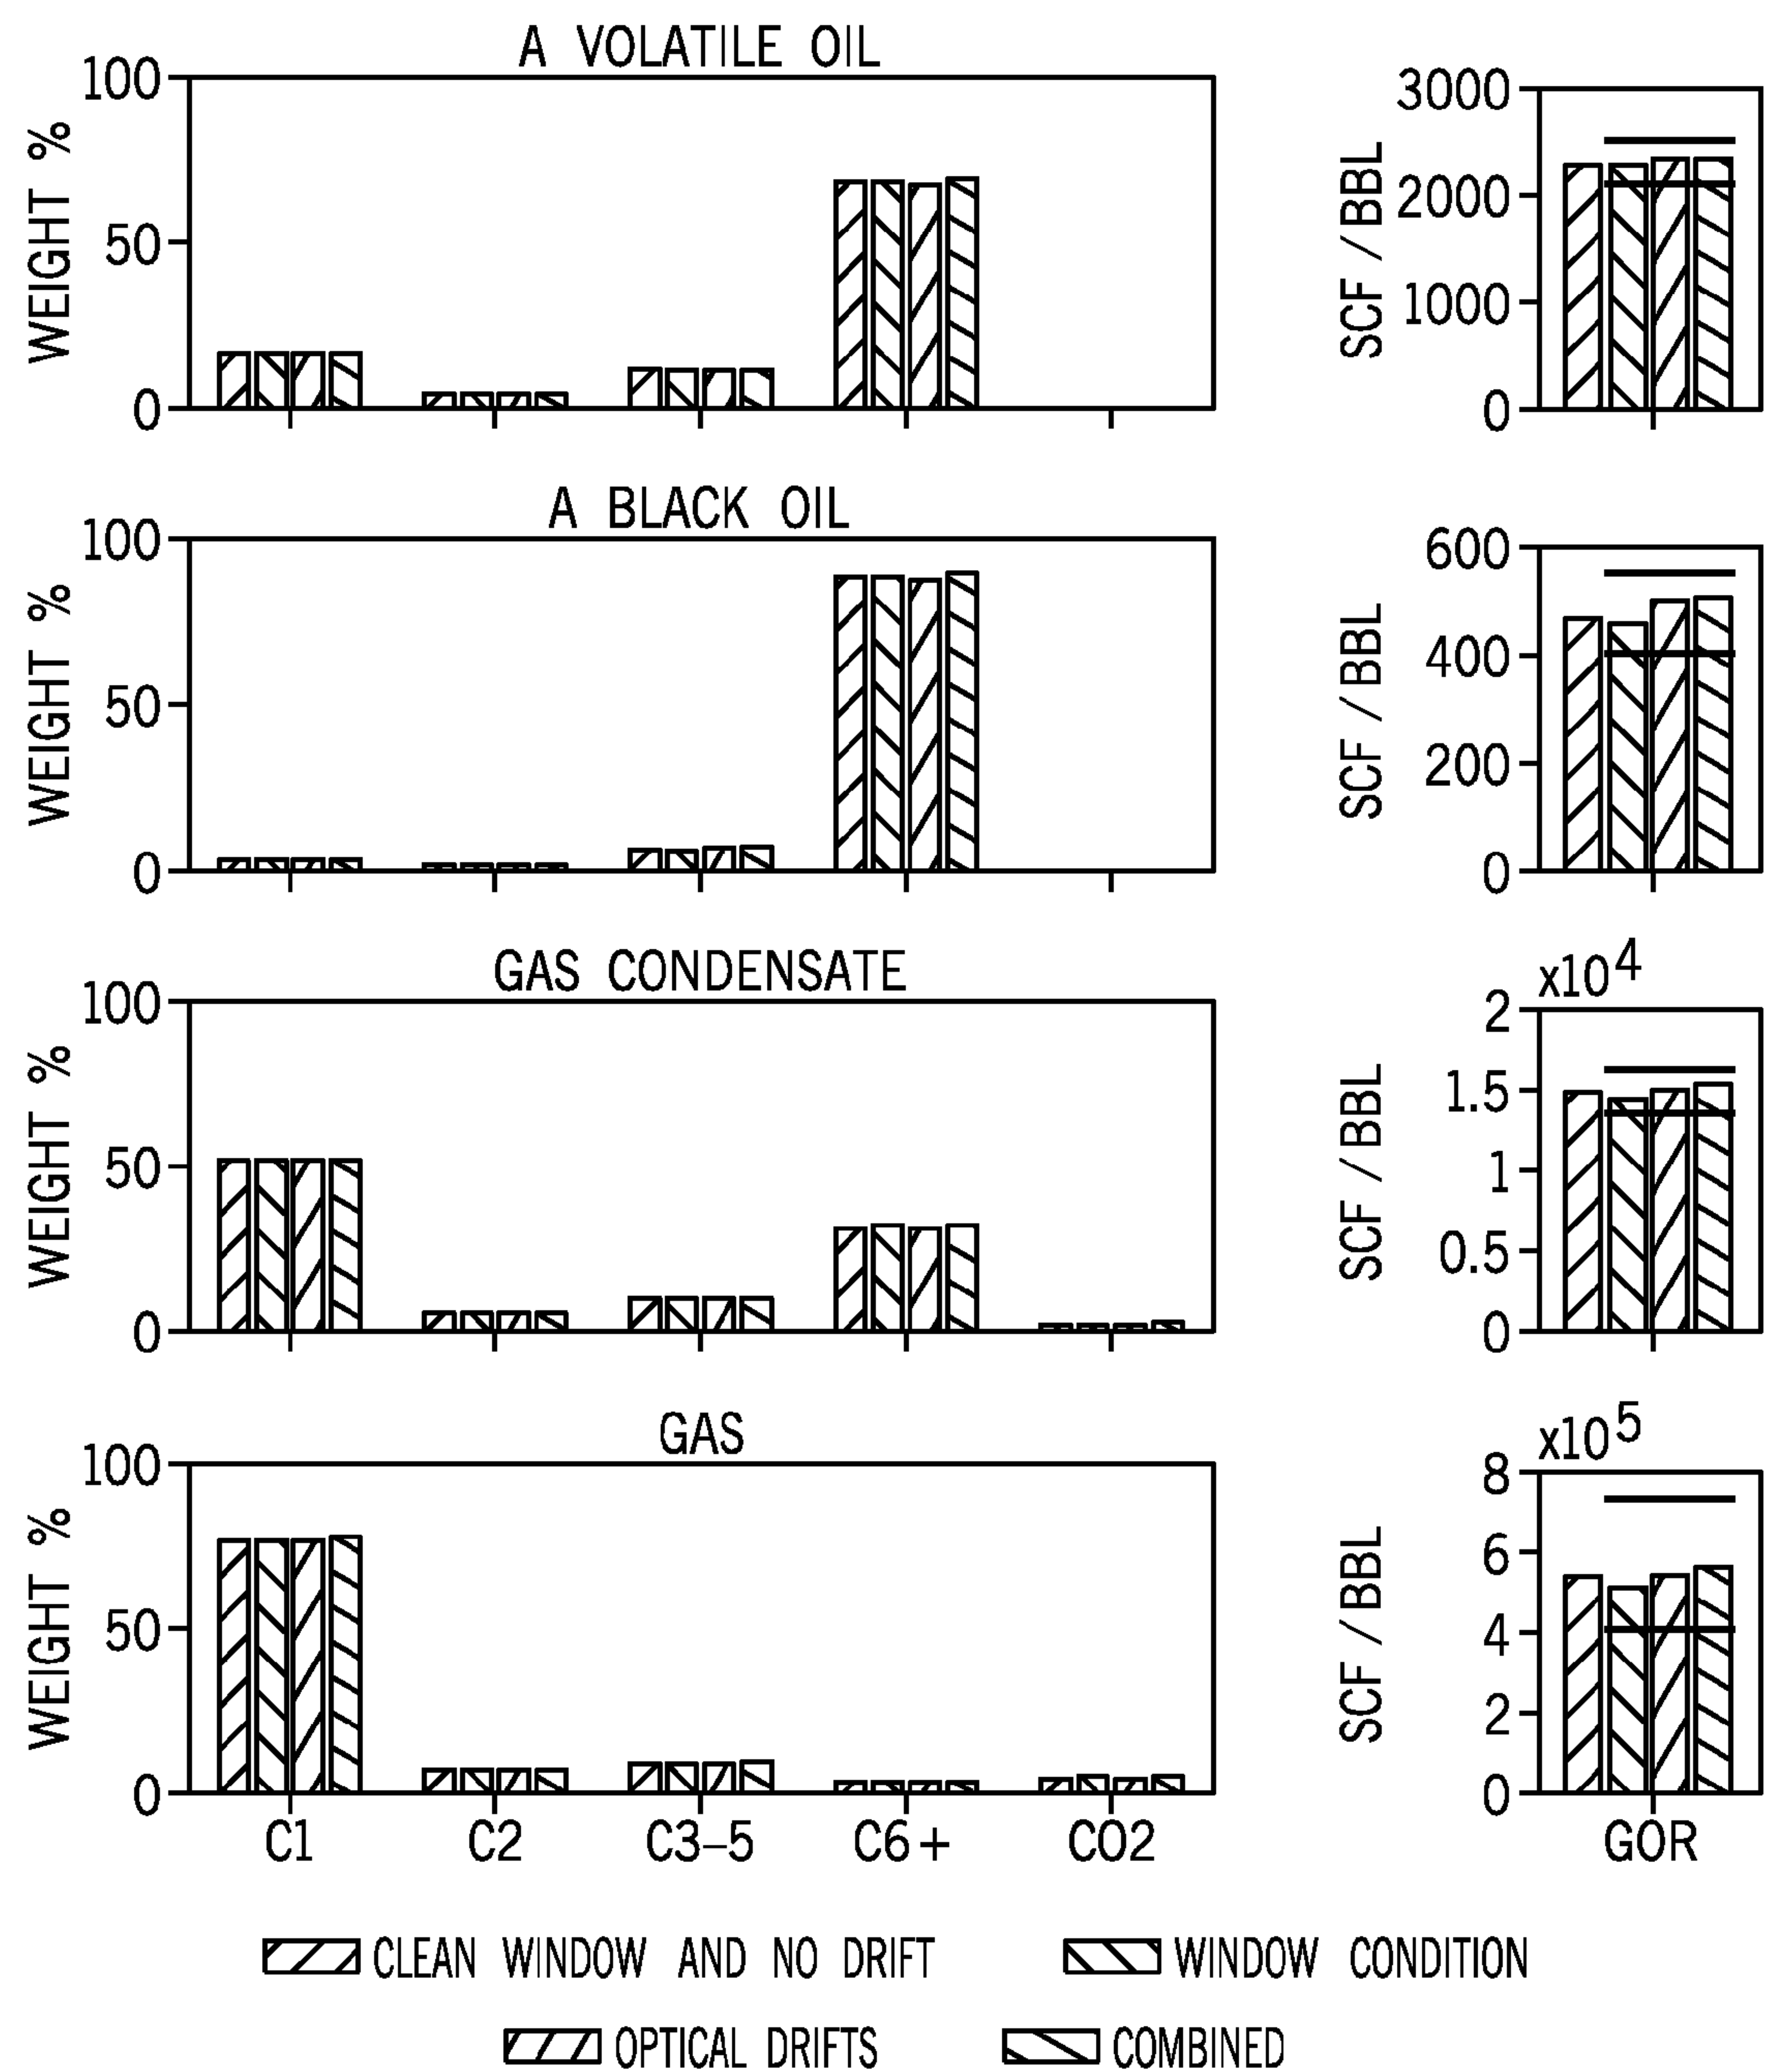 A VOLATILE OIL
WEIGHT %
100
50
0
SCF / BBL
3000
2000
1000
0
A BLACK OIL
WEIGHT %
100
50
0
SCF / BBL
600
400
200
0
GAS CONDENSATE
WEIGHT %
100
50
0
x10^4
SCF / BBL
2
1.5
1
0.5
0
GAS
WEIGHT %
100
50
0
x10^5
SCF / BBL
8
6
4
2
0
C1 C2 C3-5 C6+ CO2 GOR
CLEAN WINDOW AND NO DRIFT WINDOW CONDITION
OPTICAL DRIFTS COMBINED